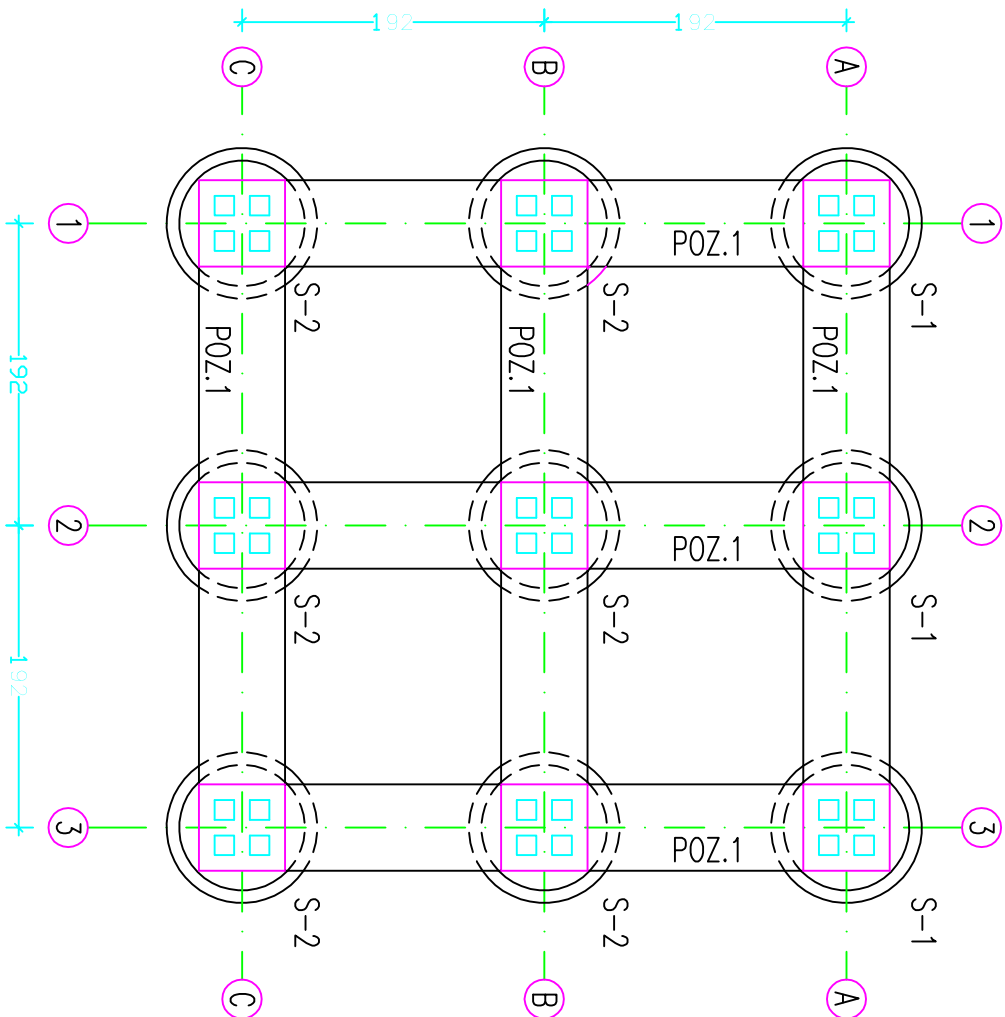 192 192
C B A
1 1
POZ.1
S-2 S-2 S-1
POZ.1 POZ.1 POZ.1
192
2 2
POZ.1
S-2 S-2 S-1
192
3 3
POZ.1
S-2 S-2 S-1
C B A